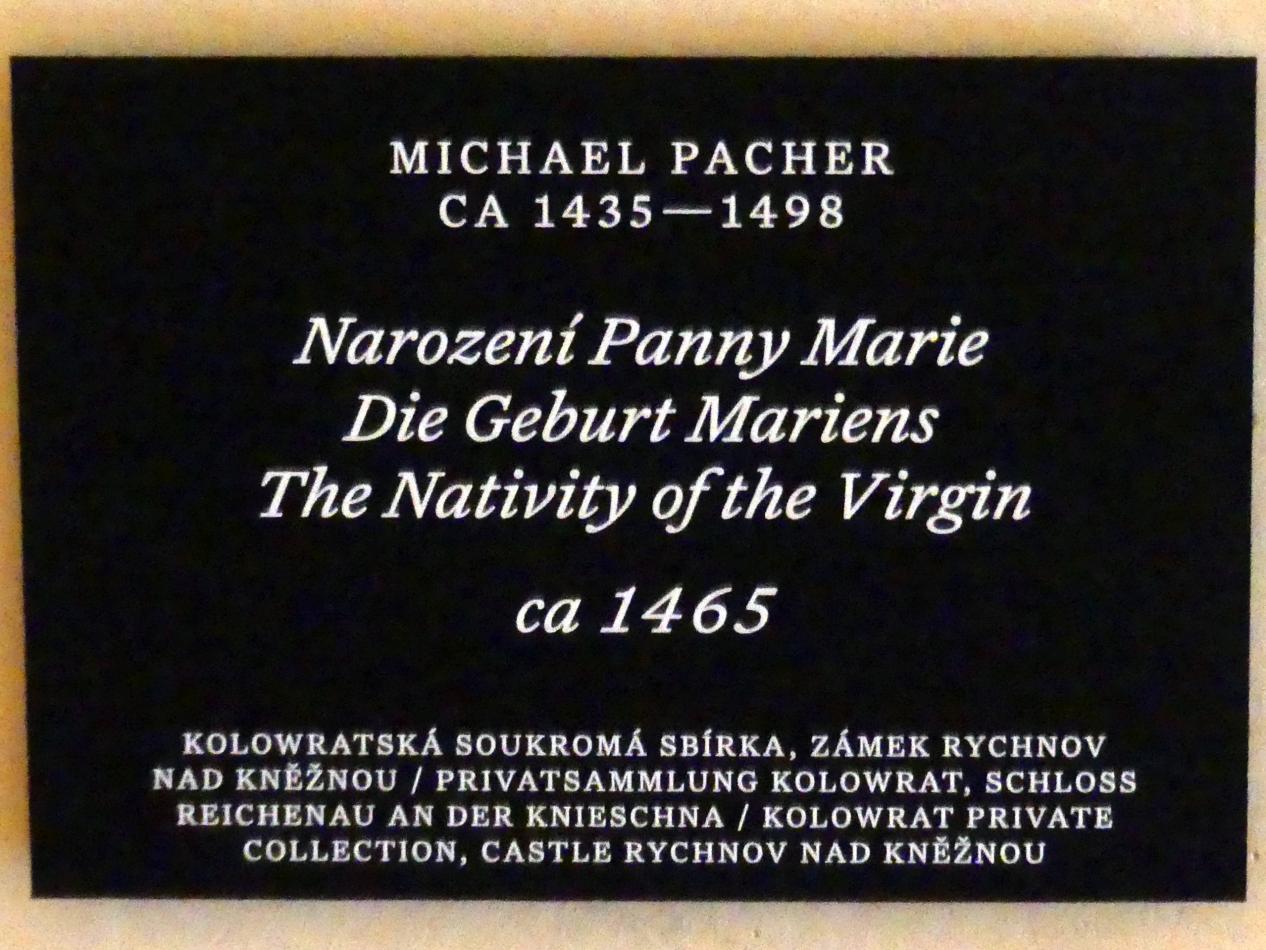 MICHAEL PACHER
CA 1435—1498
Narození Panny Marie
Die Geburt Mariens
The Nativity of the Virgin
ca 1465
KOLOWRATSKÁ SOUKROMÁ SBÍRKA, ZÁMEK RYCHNOV
NAD KNĚŽNOU / PRIVATSAMMLUNG KOLOWRAT, SCHLOSS
REICHENAU AN DER KNIESCHNA / KOLOWRAT PRIVATE
COLLECTION, CASTLE RYCHNOV NAD KNĚŽNOU